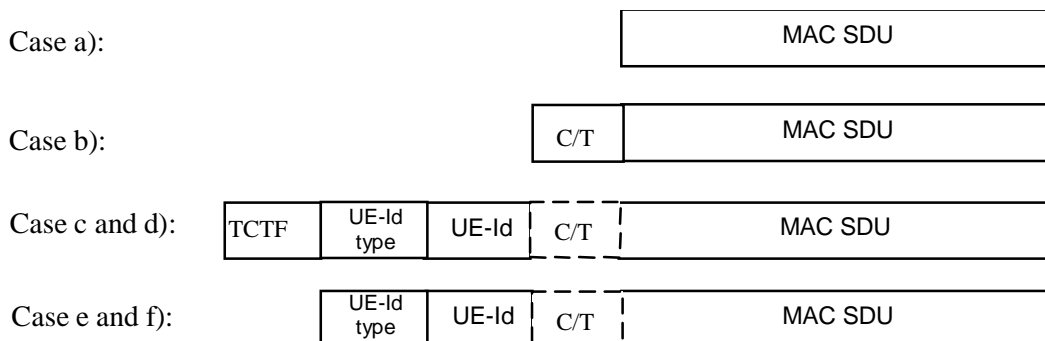 Case a): MAC SDU
Case b): C/T MAC SDU
Case c and d): TCTF UE-Id type UE-Id C/T MAC SDU
Case e and f): UE-Id type UE-Id C/T MAC SDU